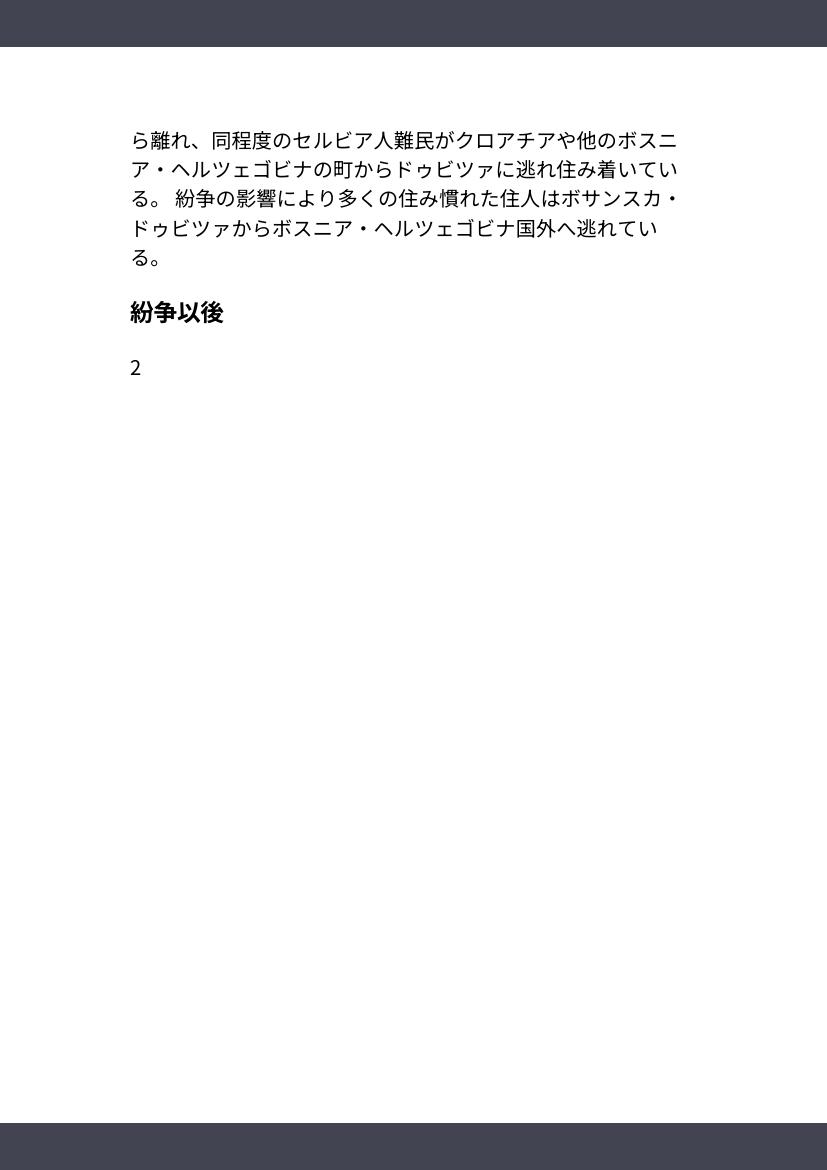 ら離れ、同程度のセルビア人難民がクロアチアや他のボスニ
ア・ヘルツェゴビナの町からドゥビツァに逃れ住み着いてい
る。 紛争の影響により多くの住み慣れた住人はボサンスカ・
ドゥビツァからボスニア・ヘルツェゴビナ国外へ逃れてい
る。
紛争以後
2